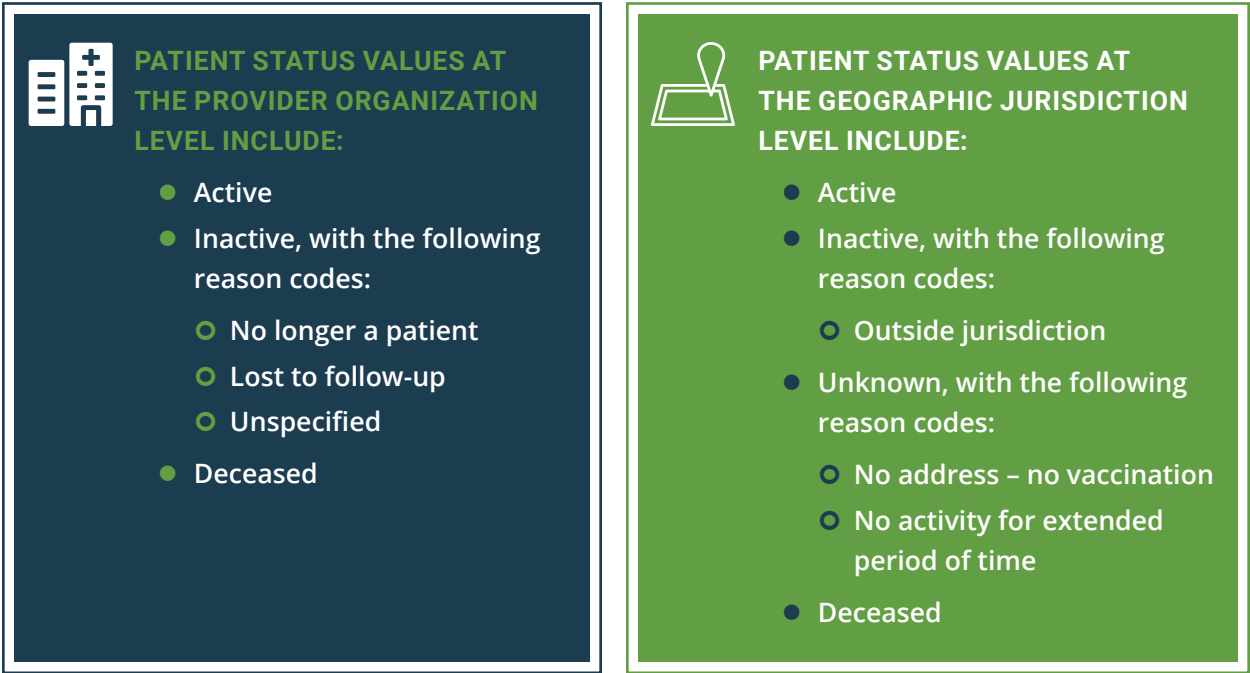 PATIENT STATUS VALUES AT
THE PROVIDER ORGANIZATION
LEVEL INCLUDE:
Active
Inactive, with the following
reason codes:
No longer a patient
Lost to follow-up
Unspecified
Deceased
PATIENT STATUS VALUES AT
THE GEOGRAPHIC JURISDICTION
LEVEL INCLUDE:
Active
Inactive, with the following
reason codes:
Outside jurisdiction
Unknown, with the following
reason codes:
No address – no vaccination
No activity for extended
period of time
Deceased